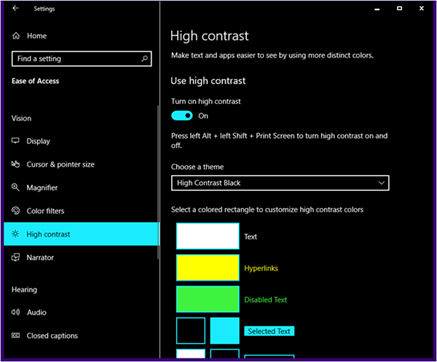 Settings
Home
Find a setting
Ease of Access
Vision
Display
Cursor & pointer size
Magnifier
Color filters
High contrast
Narrator
Hearing
Audio
Closed captions
High contrast
Make text and apps easier to see by using more distinct colors.
Use high contrast
Turn on high contrast
On
Press left Alt + left Shift + Print Screen to turn high contrast on and
off.
Choose a theme
High Contrast Black
Select a colored rectangle to customize high contrast colors
Text
Hyperlinks
Disabled Text
Selected Text